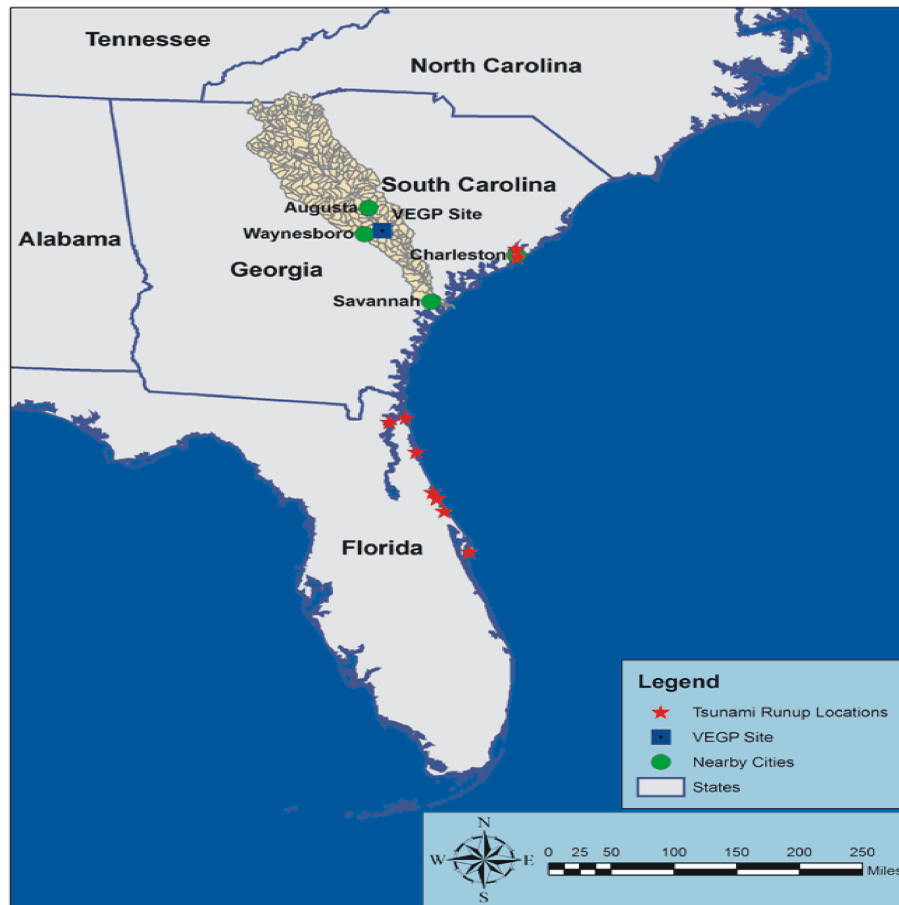 Tennessee
North Carolina
South Carolina
Augusta
VEGP Site
Waynesboro
Alabama
Charleston
Georgia
Savannah
Florida
Legend
Tsunami Runup Locations
VEGP Site
Nearby Cities
States
N
W E
S
0 25 50 100 150 200 250
Miles